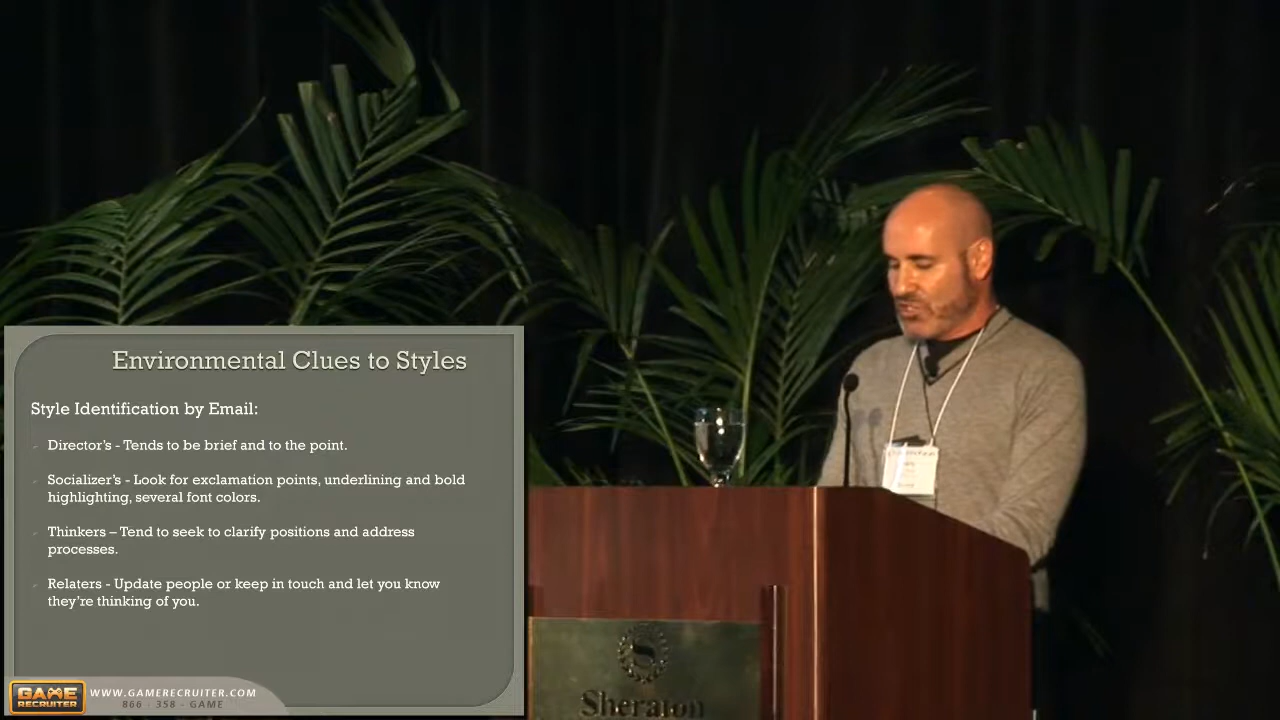 Environmental Clues to Styles
Style Identification by Email:
Director's - Tends to be brief and to the point.
Socializer's - Look for exclamation points, underlining and bold
highlighting, several font colors.
Thinkers – Tend to seek to clarify positions and address
processes.
Relaters - Update people or keep in touch and let you know
they're thinking of you.
GAME
RECRUITER
WWW.GAMERECRUITER.COM
866 - 358 - GAME
S
Sheraton